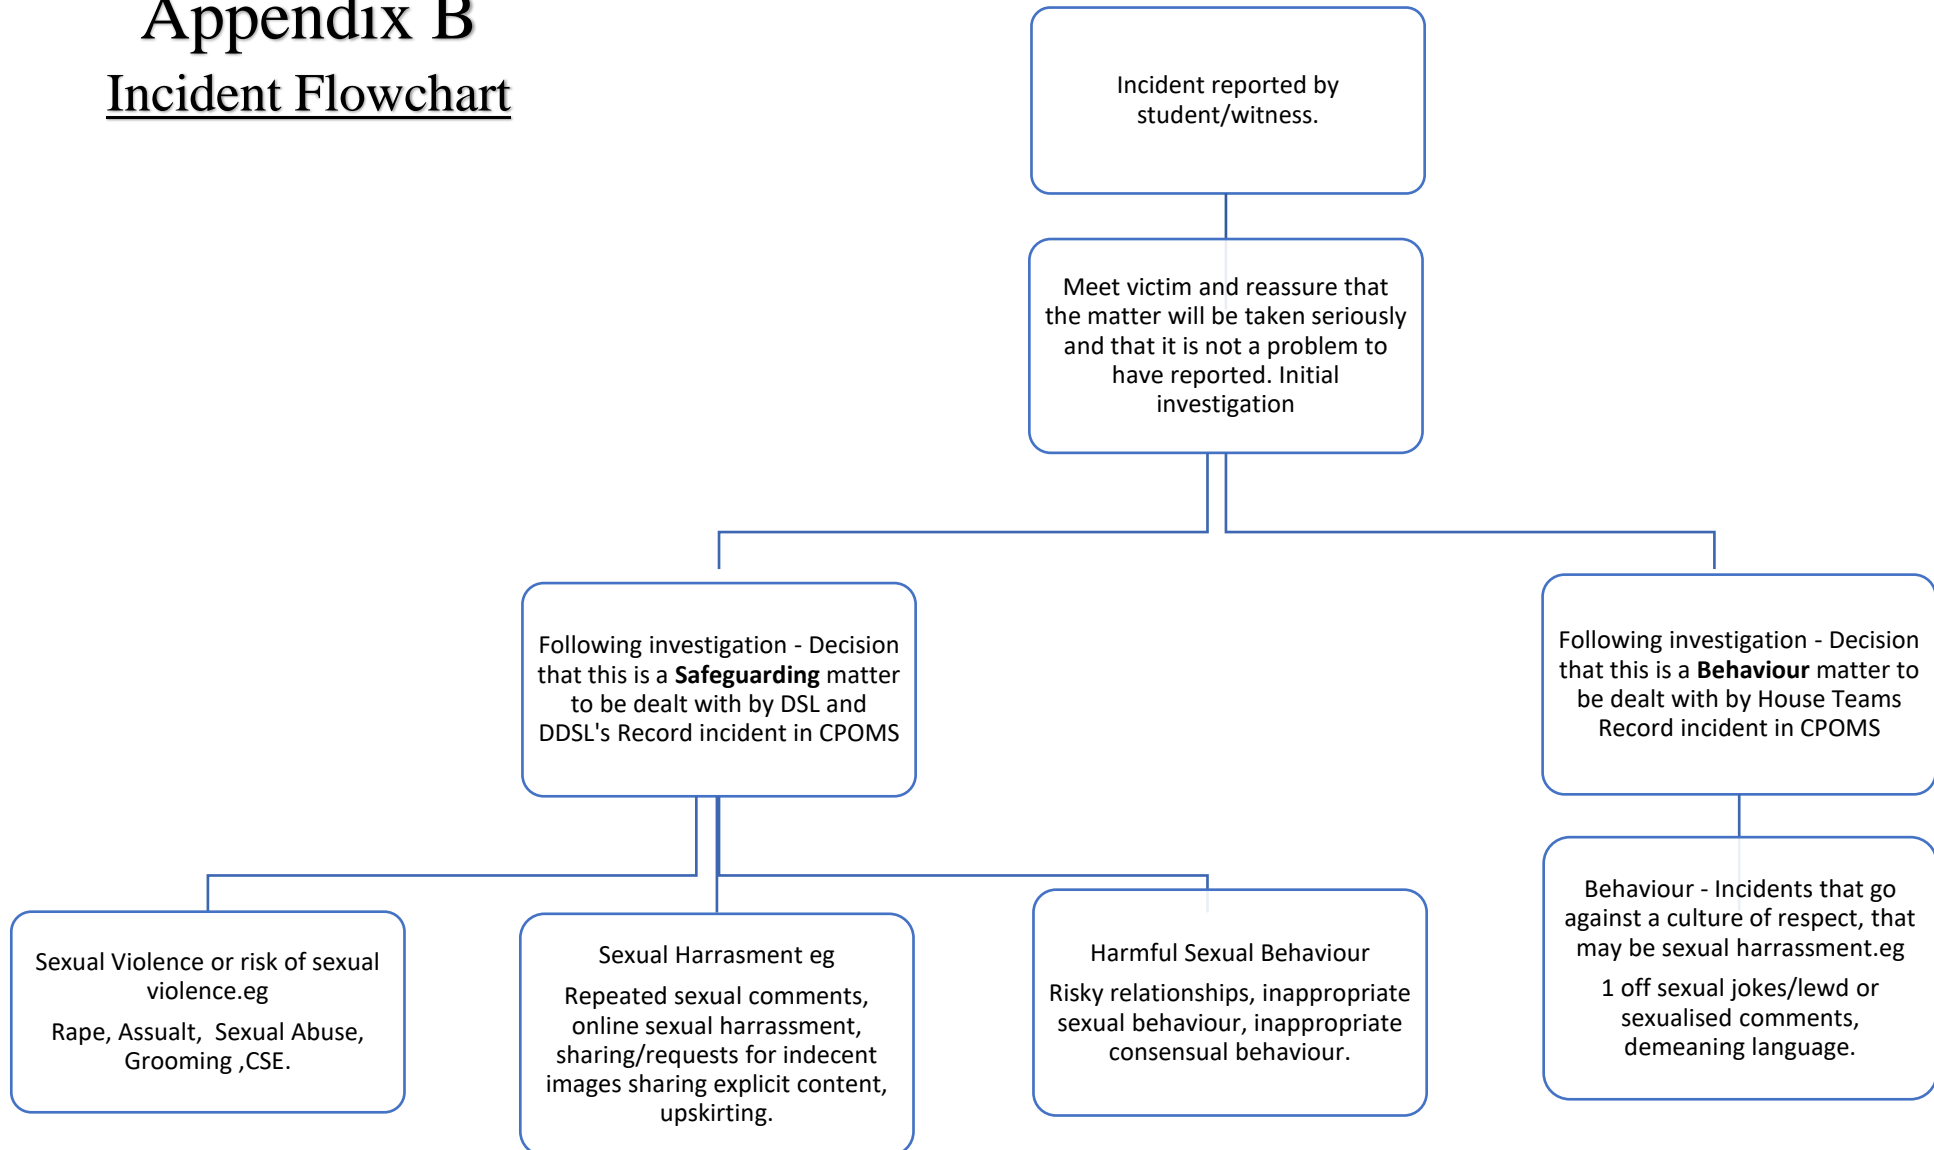 Appendix B
Incident Flowchart
Incident reported by
student/witness.
Meet victim and reassure that
the matter will be taken seriously
and that it is not a problem to
have reported. Initial
investigation
Following investigation - Decision
that this is a Safeguarding matter
to be dealt with by DSL and
DDSL's Record incident in CPOMS
Following investigation - Decision
that this is a Behaviour matter to
be dealt with by House Teams
Record incident in CPOMS
Sexual Violence or risk of sexual
violence.eg
Rape, Assualt, Sexual Abuse,
Grooming ,CSE.
Sexual Harrasment eg
Repeated sexual comments,
online sexual harrassment,
sharing/requests for indecent
images sharing explicit content,
upskirting.
Harmful Sexual Behaviour
Risky relationships, inappropriate
sexual behaviour, inappropriate
consensual behaviour.
Behaviour - Incidents that go
against a culture of respect, that
may be sexual harrassment.eg
1 off sexual jokes/lewd or
sexualised comments,
demeaning language.